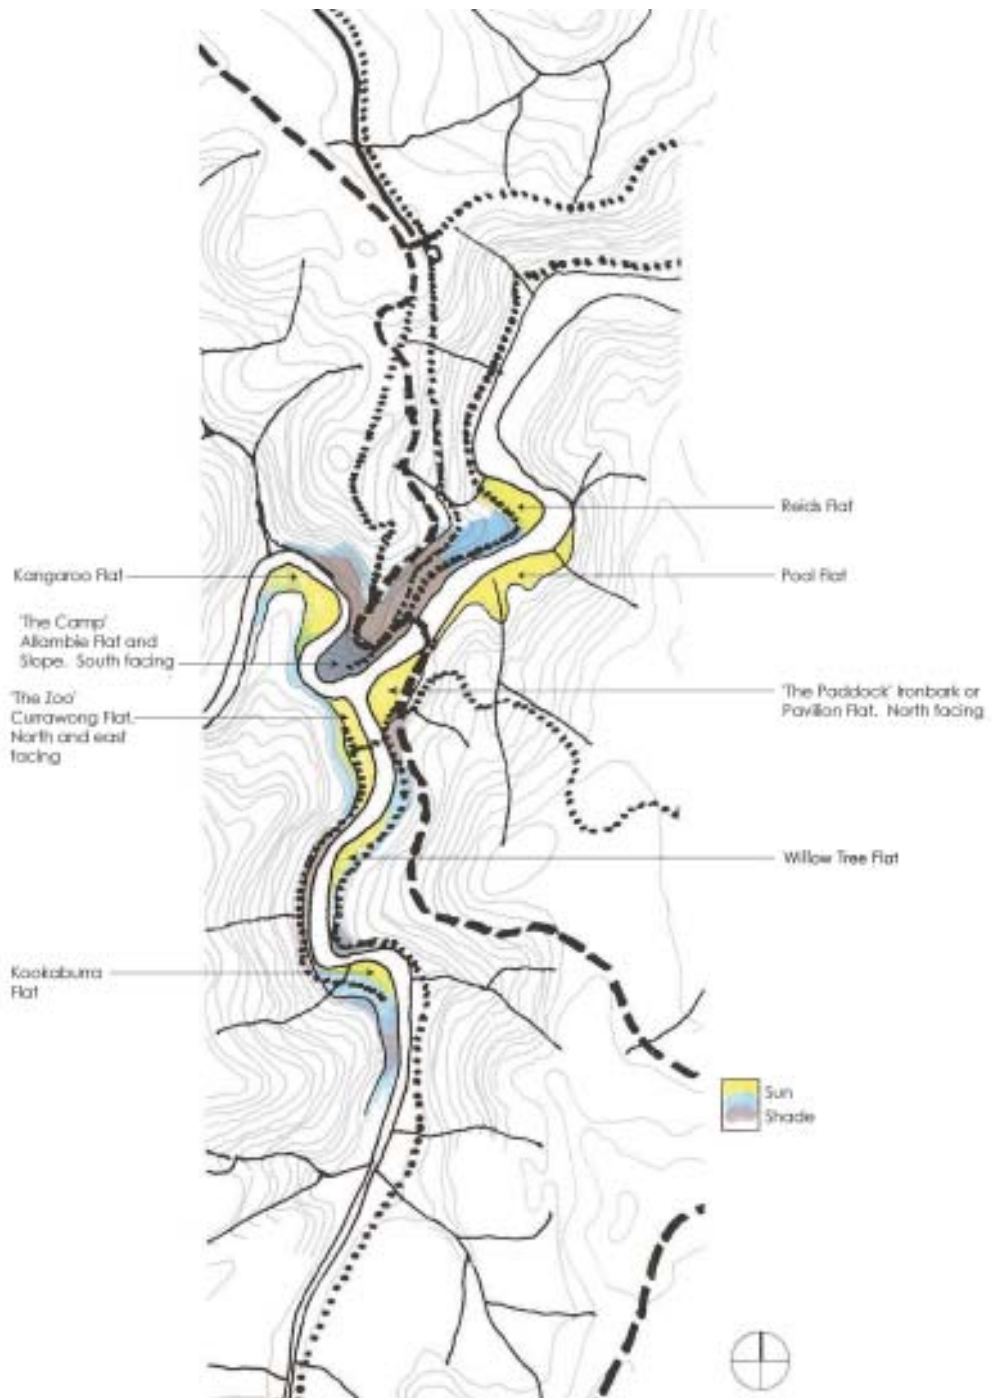 Reids Flat
Kangaroo Flat
Pool Flat
'The Camp'
Allambie Flat and
Slope. South facing
'The Paddock' Ironbark or
Pavilion Flat. North facing
'The Zoo'
Currawong Flat.
North and east
facing
Willow Tree Flat
Kookaburra
Flat
Sun
Shade